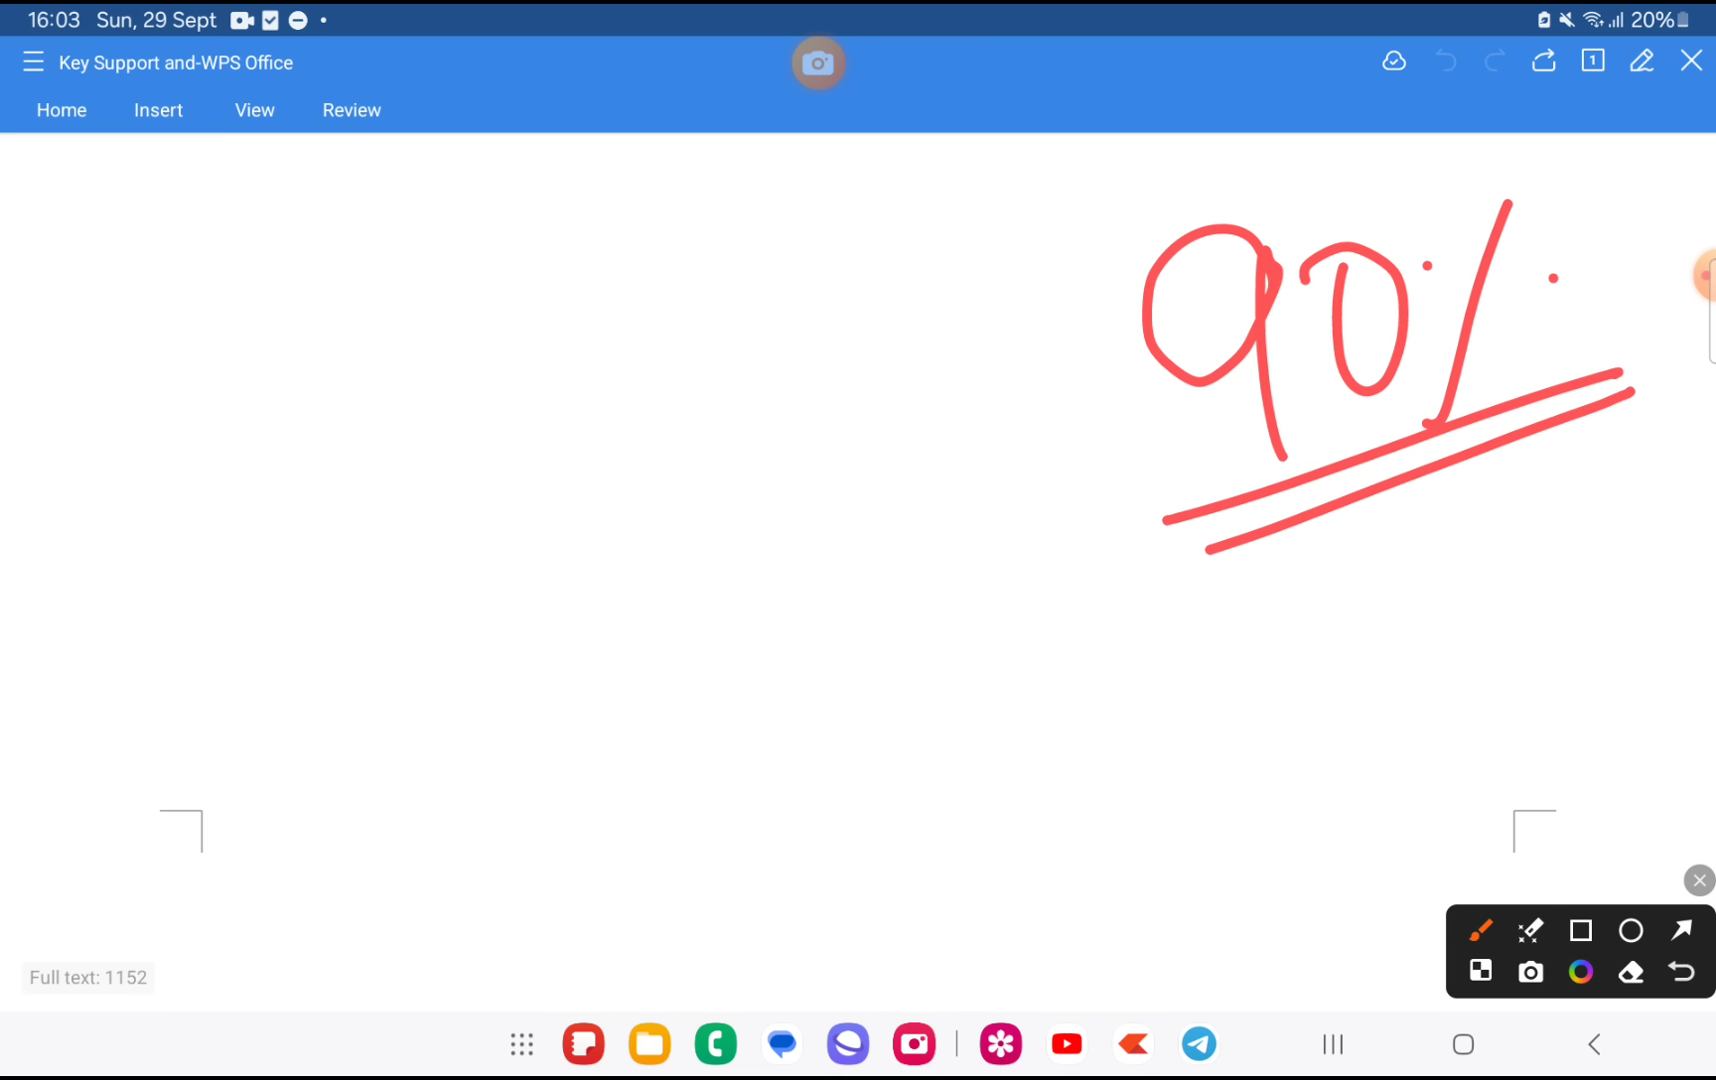 16:03 Sun, 29 Sept 20%
Key Support and-WPS Office 1
Home Insert View Review
90%
Full text: 1152